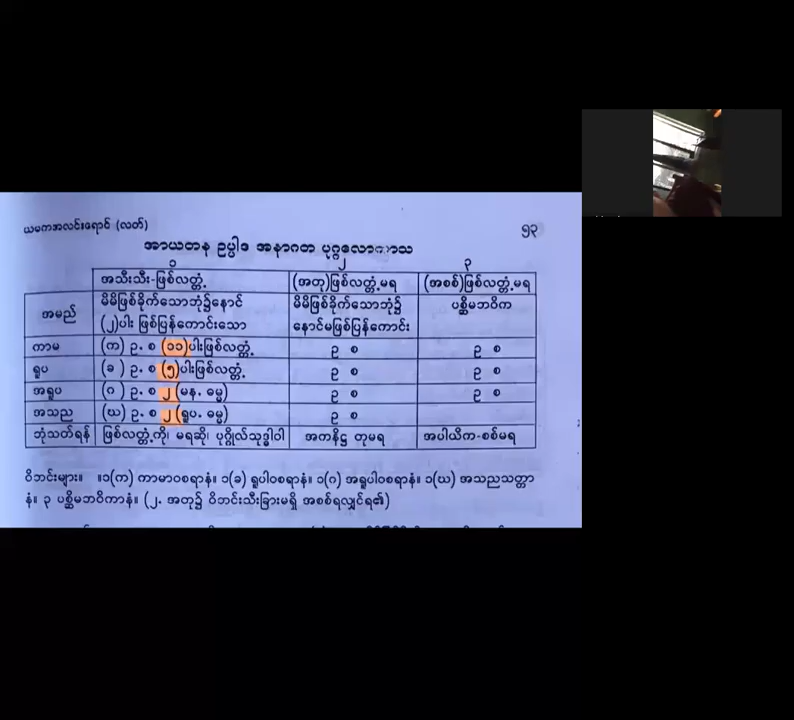 ယမကအလင်းရောင် (လတ်) ၅၃
အာယတန ဥပ္ပါဒ အနာဂတ ပုဂ္ဂလောကာသ
၁ ၂ ၃
အသီးသီး-ဖြစ်လတ္တံ့ (အတု)ဖြစ်လတ္တံ့မရ (အစစ်)ဖြစ်လတ္တံ့မရ
အမည် မိမိဖြစ်ခိုက်သောဘုံ၌နောင် မိမိဖြစ်ခိုက်သောဘုံ၌ ပစ္ဆိမဘဝိက
(၂)ပါး ဖြစ်ပြန်ကောင်းသော နောင်မဖြစ်ပြန်ကောင်း
ကာမ (က) ဥ. စ (၁၁)ပါးဖြစ်လတ္တံ့ ဥ စ ဥ စ
ရူပ (ခ) ဥ. စ (၅)ပါးဖြစ်လတ္တံ့ ဥ စ ဥ စ
အရူပ (ဂ) ဥ. စ ၂ (မန. ဓမ္မ) ဥ စ ဥ စ
အသည (ဃ) ဥ. စ ၂ (ရူပ. ဓမ္မ) ဥ စ
ဘုံသတ်ရန် ဖြစ်လတ္တံ့ကို၊ မရဆို၊ ပုဂ္ဂိုလ်သုဒ္ဓါဝါ အကနိဋ္ဌ တုမရ အပါယိက-စစ်မရ
ဝိဘင်းများ။ ။၁(က) ကာမာဝစရာနံ။ ၁(ခ) ရူပါဝစရာနံ။ ၁(ဂ) အရူပါဝစရာနံ။ ၁(ဃ) အသညသတ္တာ
နံ။ ၃ ပစ္ဆိမဘဝိကာနံ။ (၂. အတု၌ ဝိဘင်းသီးခြားမရှိ အစစ်ရလျှင်ရ၏)